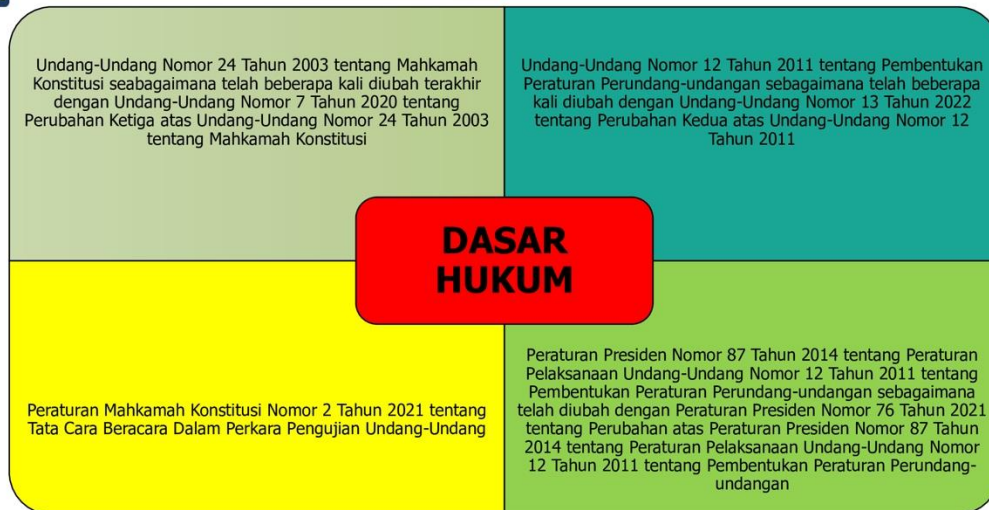 Undang-Undang Nomor 24 Tahun 2003 tentang Mahkamah
Konstitusi seabagaimana telah beberapa kali diubah terakhir
dengan Undang-Undang Nomor 7 Tahun 2020 tentang
Perubahan Ketiga atas Undang-Undang Nomor 24 Tahun 2003
tentang Mahkamah Konstitusi
Undang-Undang Nomor 12 Tahun 2011 tentang Pembentukan
Peraturan Perundang-undangan sebagaimana telah beberapa
kali diubah dengan Undang-Undang Nomor 13 Tahun 2022
tentang Perubahan Kedua atas Undang-Undang Nomor 12
Tahun 2011
DASAR
HUKUM
Peraturan Mahkamah Konstitusi Nomor 2 Tahun 2021 tentang
Tata Cara Beracara Dalam Perkara Pengujian Undang-Undang
Peraturan Presiden Nomor 87 Tahun 2014 tentang Peraturan
Pelaksanaan Undang-Undang Nomor 12 Tahun 2011 tentang
Pembentukan Peraturan Perundang-undangan sebagaimana
telah diubah dengan Peraturan Presiden Nomor 76 Tahun 2021
tentang Perubahan atas Peraturan Presiden Nomor 87 Tahun
2014 tentang Peraturan Pelaksanaan Undang-Undang Nomor
12 Tahun 2011 tentang Pembentukan Peraturan Perundang-
undangan